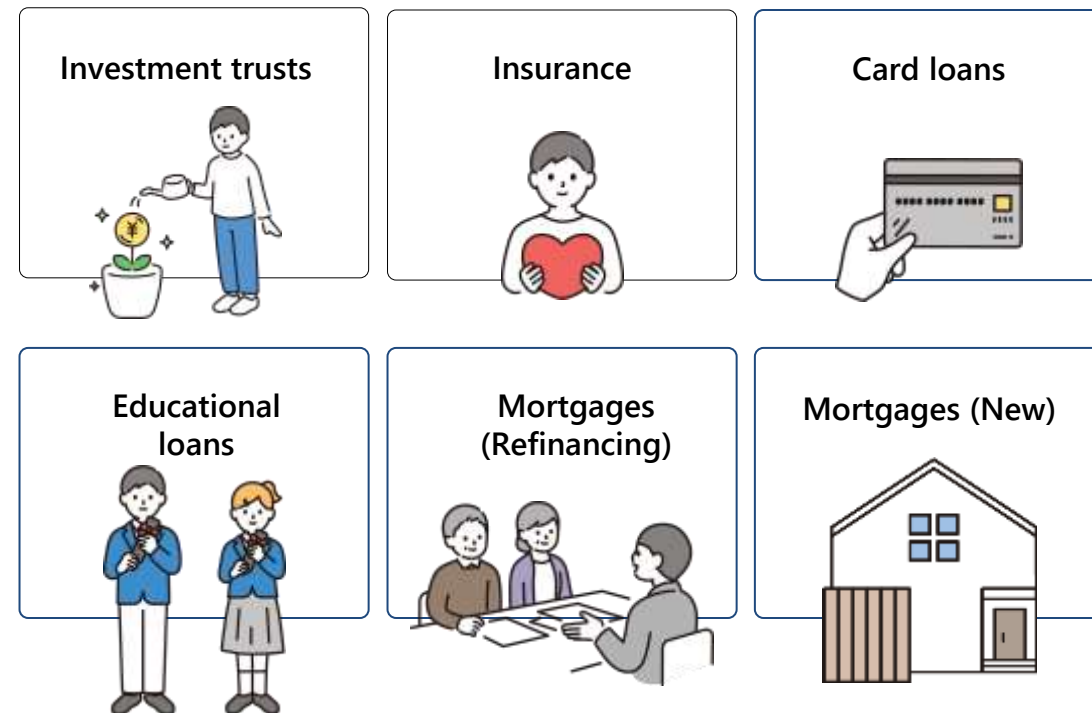 Investment trusts
Insurance
Card loans
Educational
loans
Mortgages
(Refinancing)
Mortgages (New)
¥